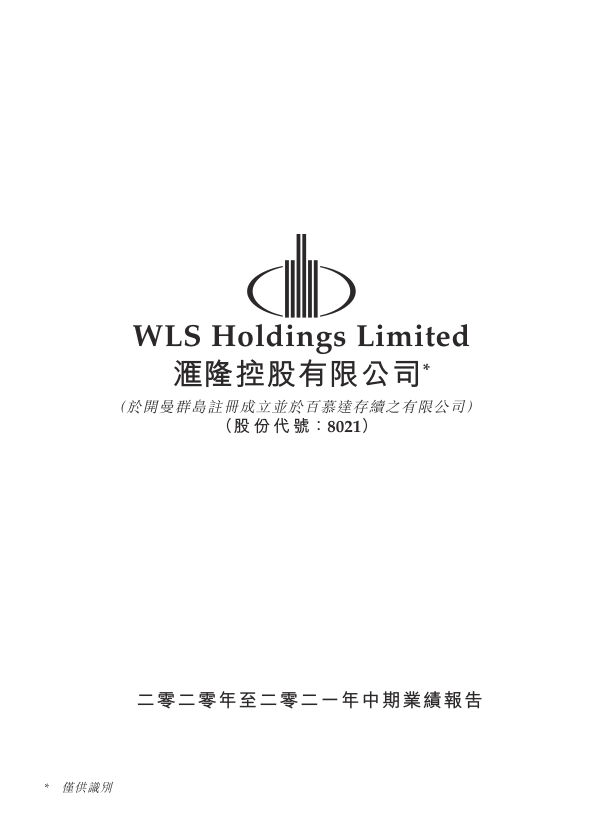 WLS Holdings Limited
滙隆控股有限公司*
（於開曼群島註冊成立並於百慕達存續之有限公司）
（股份代號：8021）
二零二零年至二零二一年中期業績報告
* 僅供識別